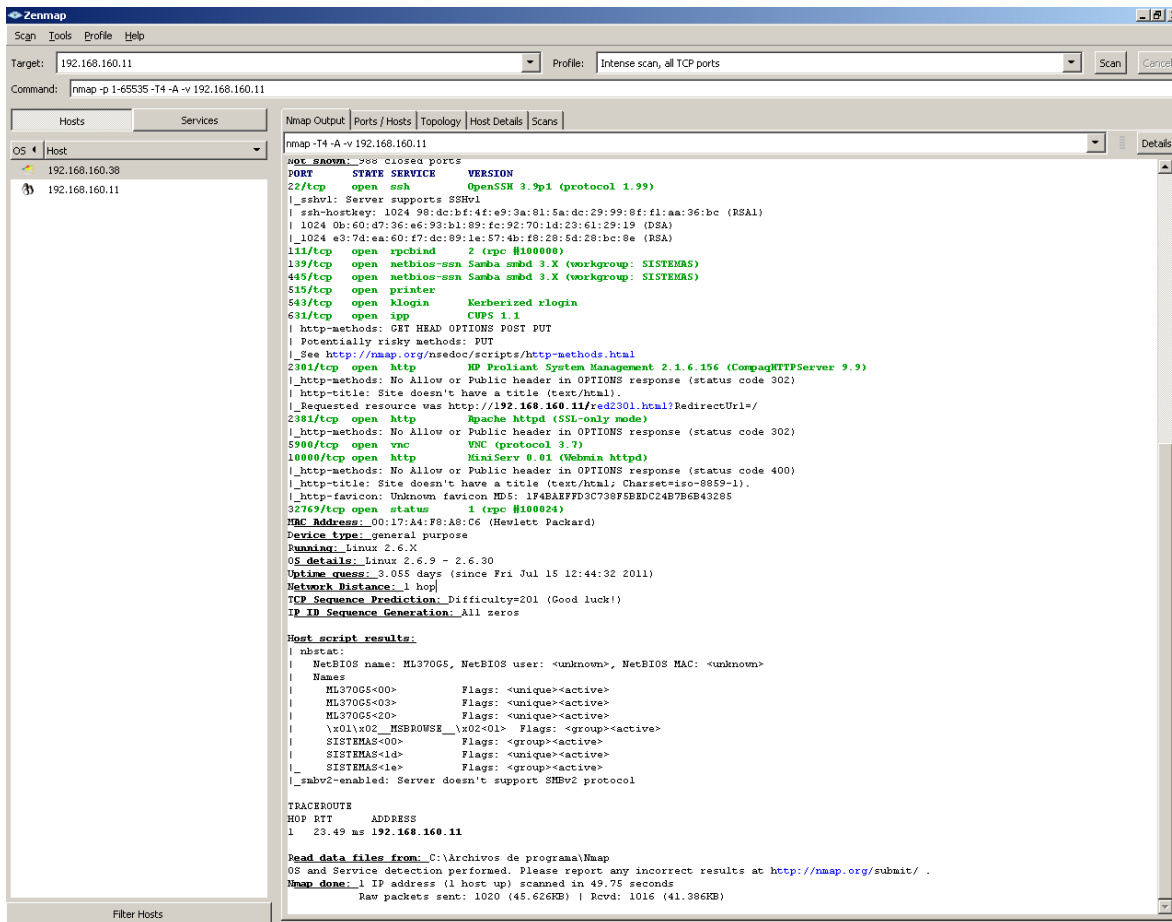 Zenmap
Scan Tools Profile Help
Target: 192.168.160.11 Profile: Intense scan, all TCP ports Scan Cancel
Command: nmap -p 1-65535 -T4 -A -v 192.168.160.11
Hosts Services
Nmap Output Ports / Hosts Topology Host Details Scans
OS Host
nmap -T4 -A -v 192.168.160.11 Details
192.168.160.38
192.168.160.11
Not shown: 988 closed ports
PORT STATE SERVICE VERSION
22/tcp open ssh OpenSSH 3.9p1 (protocol 1.99)
|_sshv1: Server supports SSHv1
| ssh-hostkey: 1024 98:dc:bf:4f:e9:3a:81:5a:dc:29:99:8f:f1:aa:36:bc (RSA1)
| 1024 0b:60:d7:36:e6:93:b1:89:fc:92:70:1d:23:61:29:19 (DSA)
|_1024 e3:7d:ea:60:f7:dc:89:1e:57:4b:f8:28:5d:28:bc:8e (RSA)
111/tcp open rpcbind 2 (rpc #100000)
139/tcp open netbios-ssn Samba smbd 3.X (workgroup: SISTEMAS)
445/tcp open netbios-ssn Samba smbd 3.X (workgroup: SISTEMAS)
515/tcp open printer
543/tcp open klogin Kerberized rlogin
631/tcp open ipp CUPS 1.1
| http-methods: GET HEAD OPTIONS POST PUT
| Potentially risky methods: PUT
|_See http://nmap.org/nsedoc/scripts/http-methods.html
2301/tcp open http HP Proliant System Management 2.1.6.156 (CompaqHTTPServer 9.9)
|_http-methods: No Allow or Public header in OPTIONS response (status code 302)
| http-title: Site doesn't have a title (text/html).
|_Requested resource was http://192.168.160.11/red2301.html?RedirectUrl=/
2381/tcp open http Apache httpd (SSL-only mode)
|_http-methods: No Allow or Public header in OPTIONS response (status code 302)
5900/tcp open vnc VNC (protocol 3.7)
10000/tcp open http MiniServ 0.01 (Webmin httpd)
|_http-methods: No Allow or Public header in OPTIONS response (status code 400)
|_http-title: Site doesn't have a title (text/html; Charset=iso-8859-1).
|_http-favicon: Unknown favicon MD5: 1F4BAEFFD3C738F5BEDC24B7B6B43285
32769/tcp open status 1 (rpc #100024)
MAC Address: 00:17:A4:F8:A8:C6 (Hewlett Packard)
Device type: general purpose
Running: Linux 2.6.X
OS details: Linux 2.6.9 - 2.6.30
Uptime guess: 3.055 days (since Fri Jul 15 12:44:32 2011)
Network Distance: 1 hop
TCP Sequence Prediction: Difficulty=201 (Good luck!)
IP ID Sequence Generation: All zeros
Host script results:
| nbstat:
| NetBIOS name: ML370G5, NetBIOS user: <unknown>, NetBIOS MAC: <unknown>
| Names
| ML370G5<00> Flags: <unique><active>
| ML370G5<03> Flags: <unique><active>
| ML370G5<20> Flags: <unique><active>
| \x01\x02__MSBROWSE__\x02<01> Flags: <group><active>
| SISTEMAS<00> Flags: <group><active>
| SISTEMAS<1d> Flags: <unique><active>
|_ SISTEMAS<1e> Flags: <group><active>
|_smbv2-enabled: Server doesn't support SMBv2 protocol
TRACEROUTE
HOP RTT ADDRESS
1 23.49 ms 192.168.160.11
Read data files from: C:\Archivos de programa\Nmap
OS and Service detection performed. Please report any incorrect results at http://nmap.org/submit/ .
Nmap done: 1 IP address (1 host up) scanned in 49.75 seconds
Raw packets sent: 1020 (45.626KB) | Rcvd: 1016 (41.386KB)
Filter Hosts